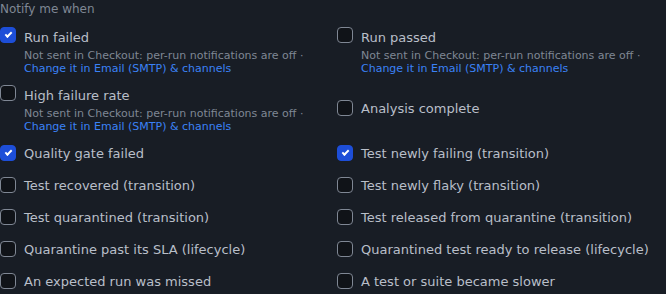 Notify me when
Run failed
Not sent in Checkout: per-run notifications are off ·
Change it in Email (SMTP) & channels
Run passed
Not sent in Checkout: per-run notifications are off ·
Change it in Email (SMTP) & channels
High failure rate
Not sent in Checkout: per-run notifications are off ·
Change it in Email (SMTP) & channels
Analysis complete
Quality gate failed
Test newly failing (transition)
Test recovered (transition)
Test newly flaky (transition)
Test quarantined (transition)
Test released from quarantine (transition)
Quarantine past its SLA (lifecycle)
Quarantined test ready to release (lifecycle)
An expected run was missed
A test or suite became slower